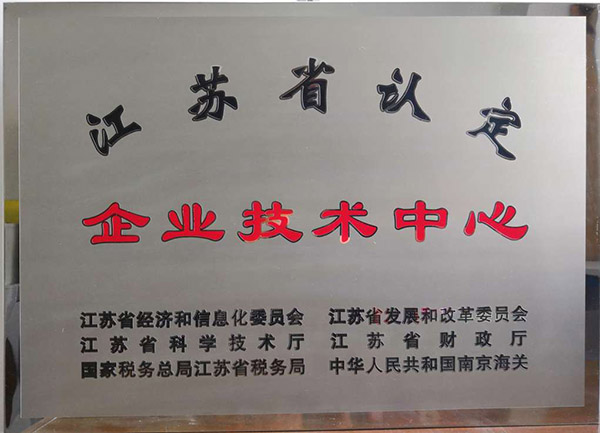 江苏省认定
企业技术中心
江苏省经济和信息化委员会 江苏省发展和改革委员会
江苏省科学技术厅 江苏省财政厅
国家税务总局江苏省税务局 中华人民共和国南京海关